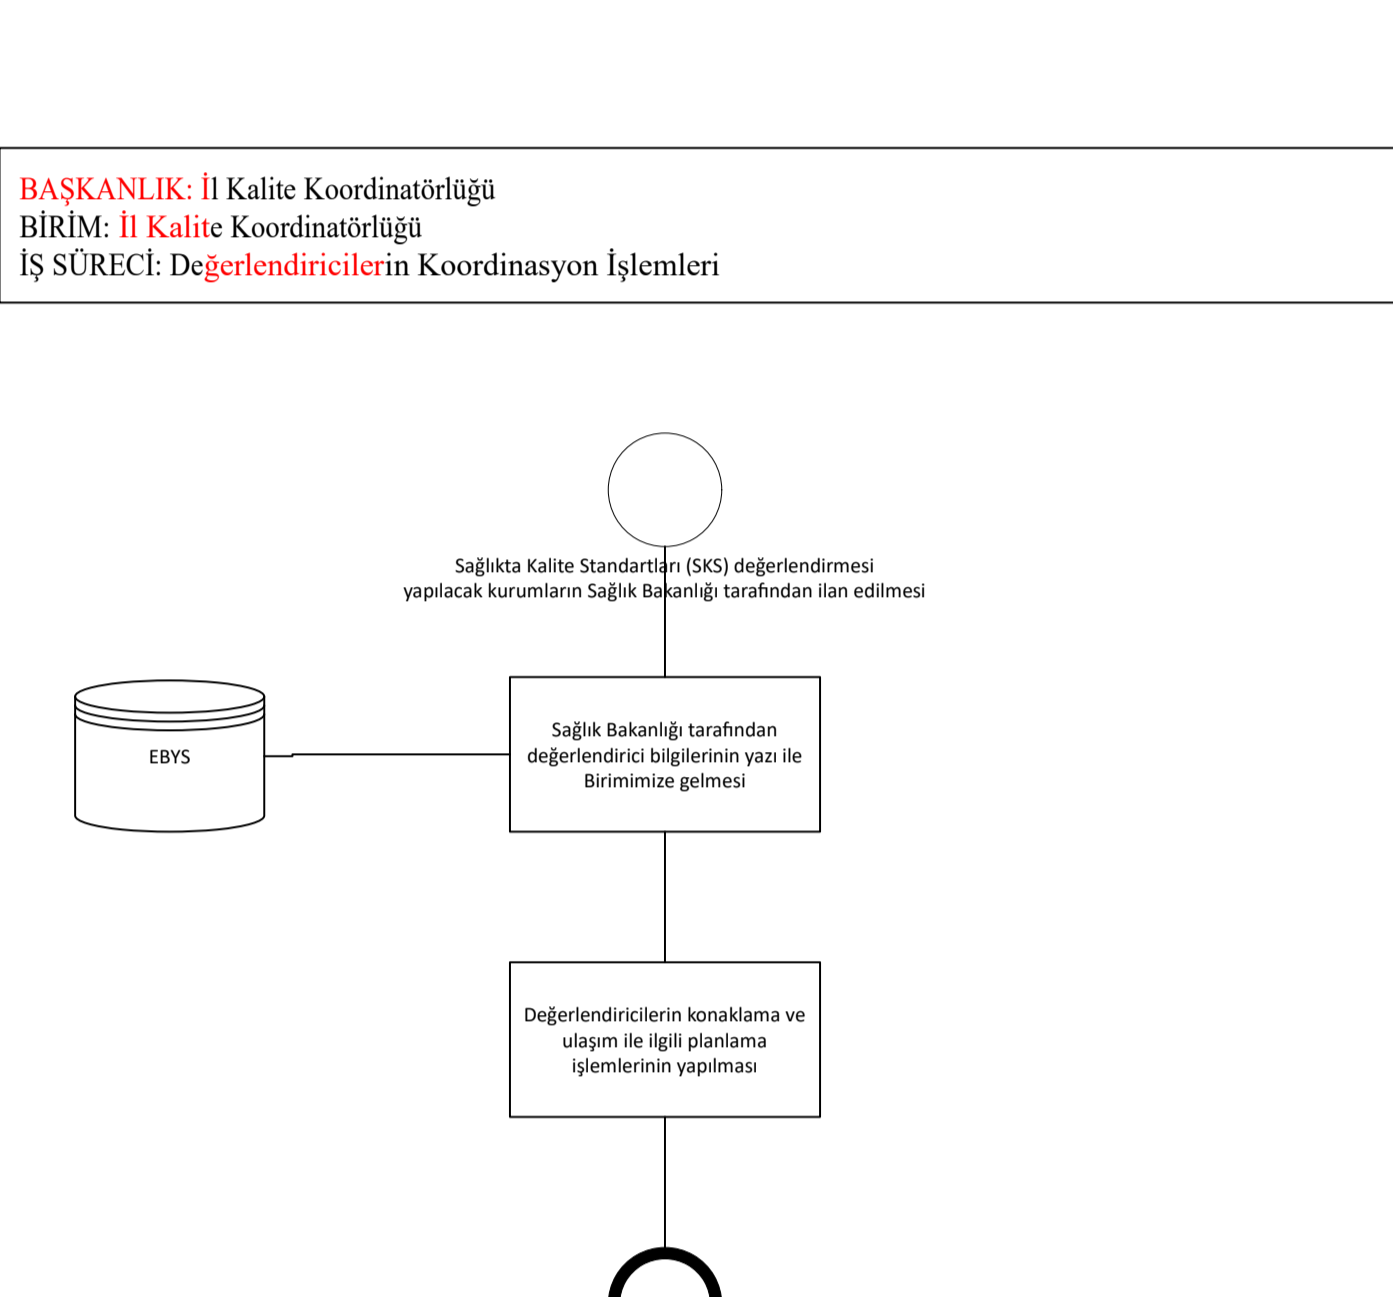 BAŞKANLIK: İl Kalite Koordinatörlüğü
BİRİM: İl Kalite Koordinatörlüğü
İŞ SÜRECİ: Değerlendiricilerin Koordinasyon İşlemleri
Sağlıkta Kalite Standartları (SKS) değerlendirmesi
yapılacak kurumların Sağlık Bakanlığı tarafından ilan edilmesi
EBYS
Sağlık Bakanlığı tarafından
değerlendirici bilgilerinin yazı ile
Birimimize gelmesi
Değerlendiricilerin konaklama ve
ulaşım ile ilgili planlama
işlemlerinin yapılması